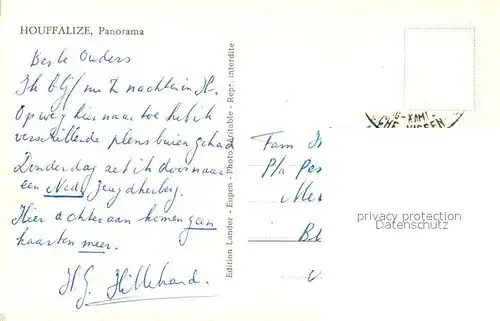 HOUFFALIZE, Panorama
Beste Ouders
Ik blijf nu 2 nachten in H.
Op weg hier naar toe heb ik
verschillende plensbuien gehad
Donderdag zet ik door naar
een Ned. Jeugdherberg.
Hier achteraan komen geen
kaarten meer.
H.G. Hillebrand.
Edition Lander - Eupen - Photo Véritable - Repr. interdite
Fam
P/a
privacy protection
Datenschutz